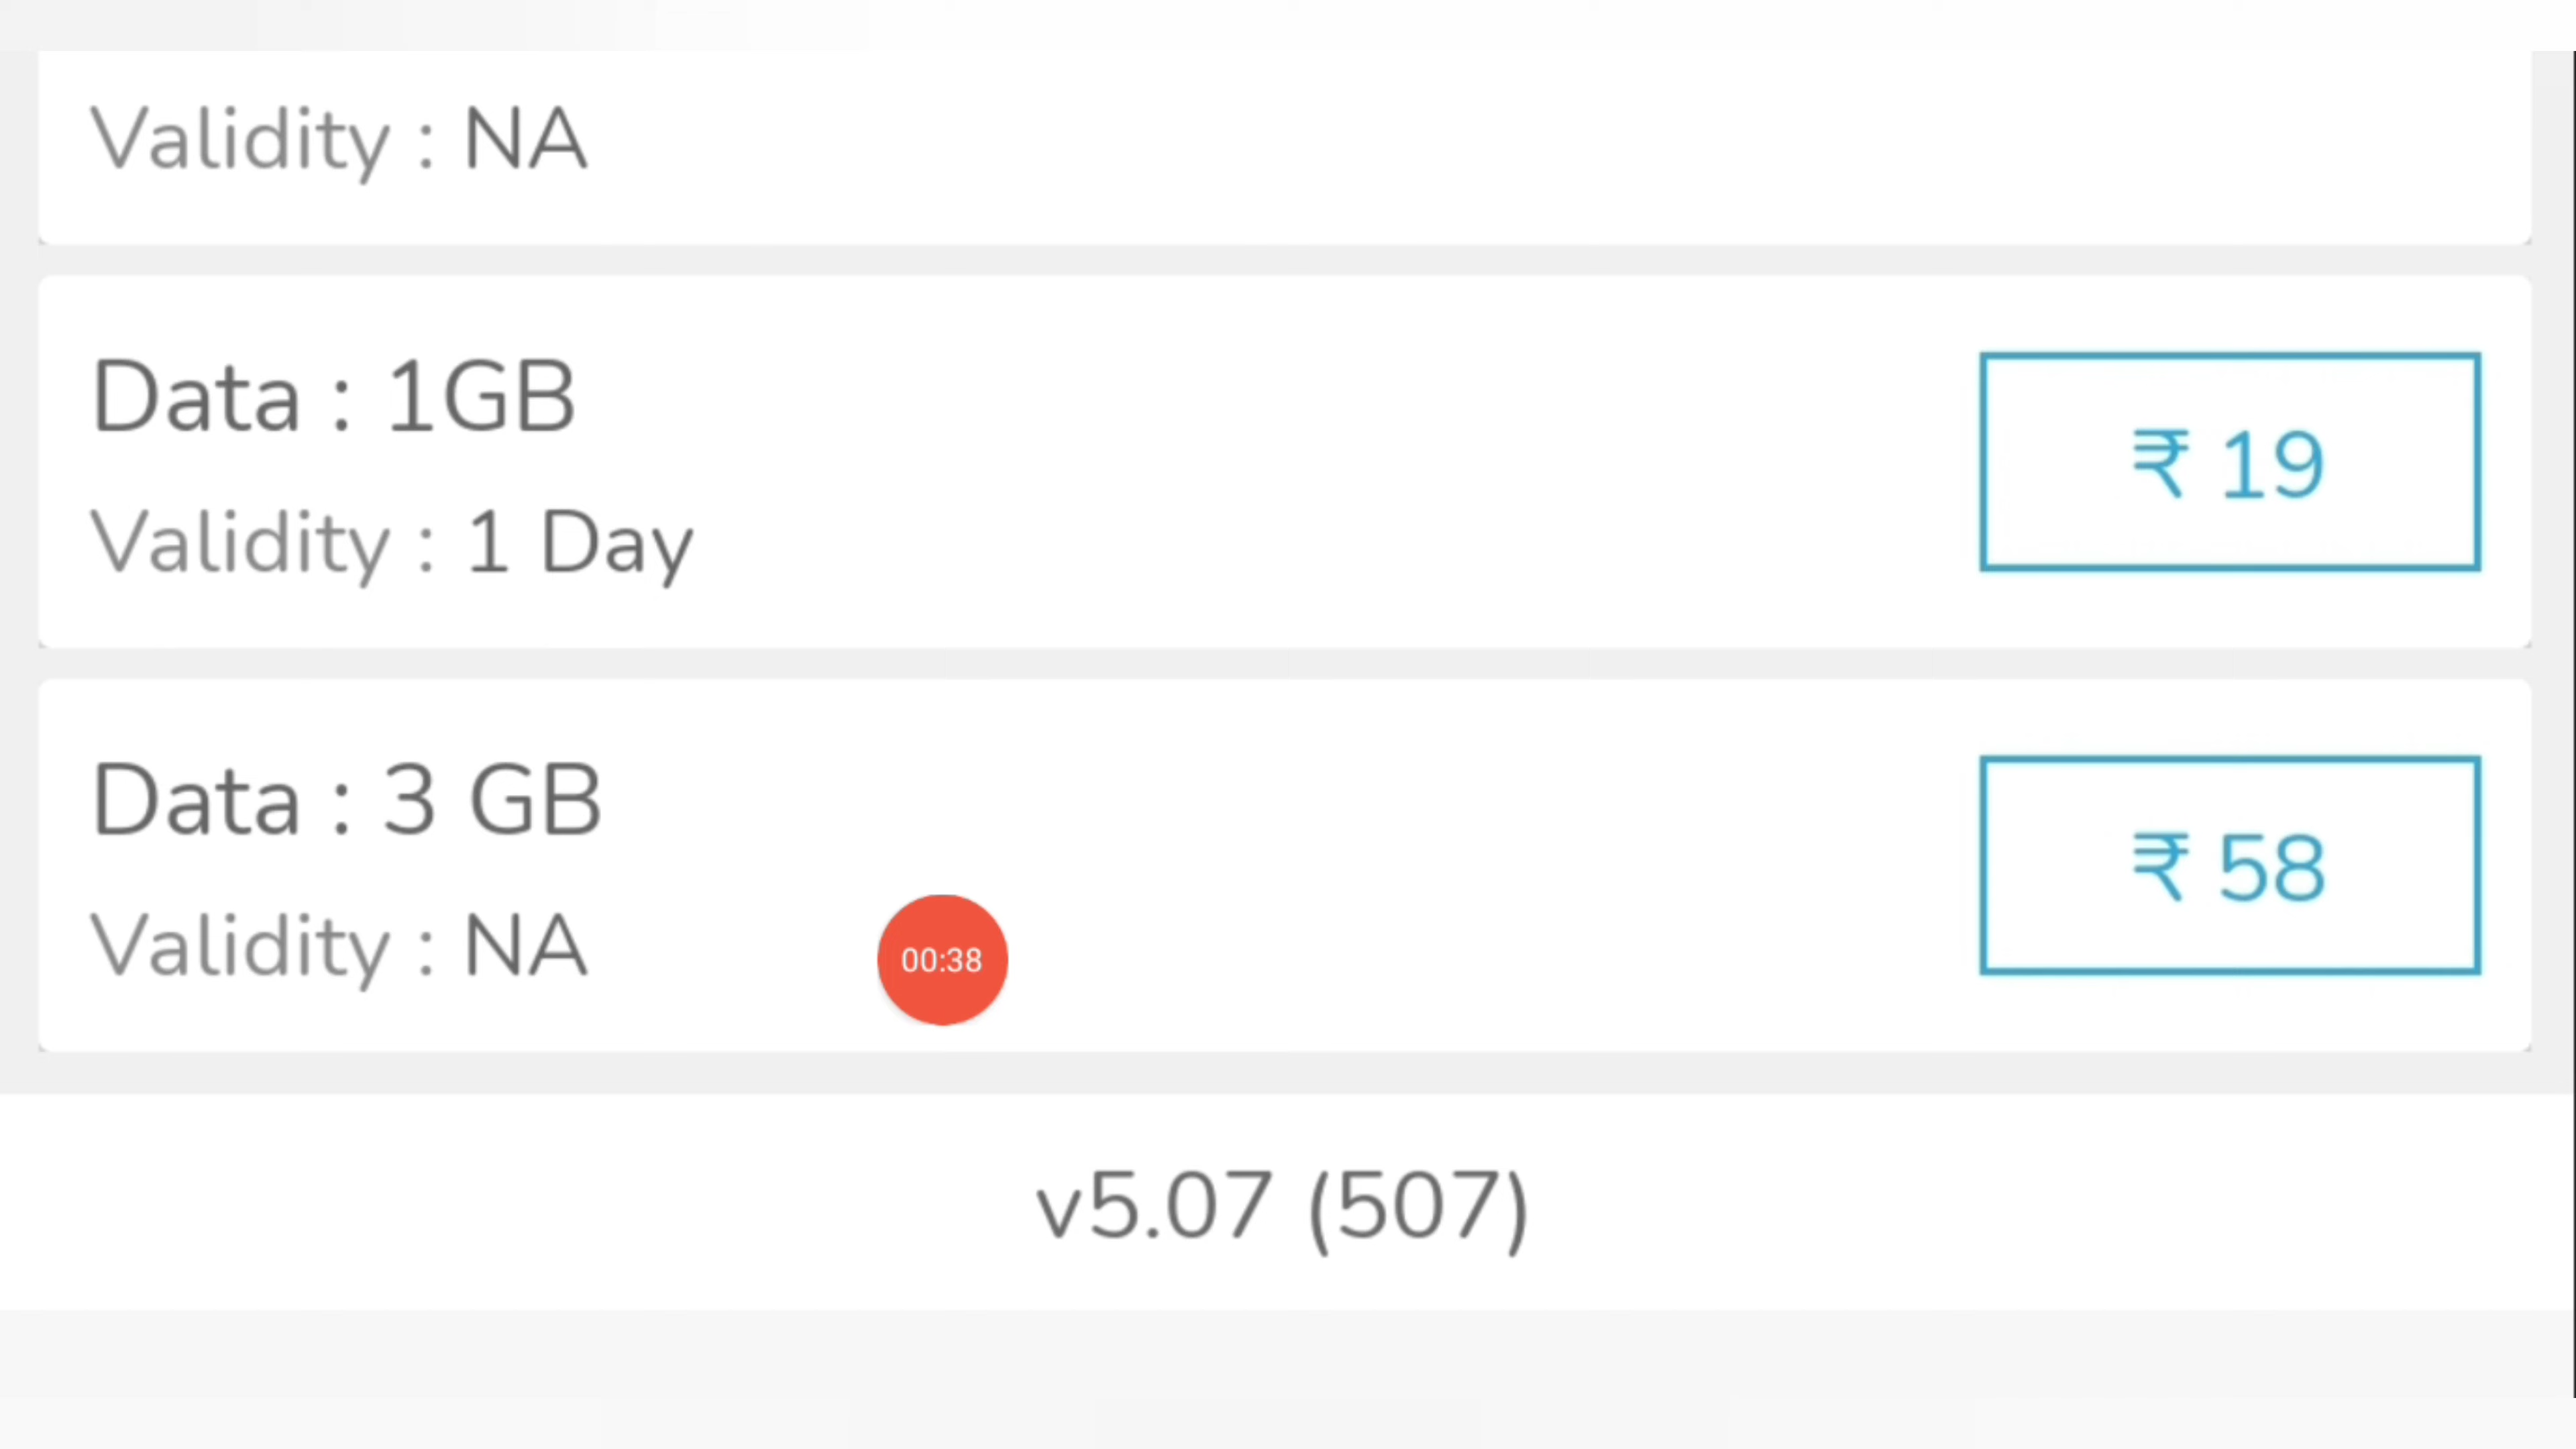 Validity : NA
Data : 1GB
₹ 19
Validity : 1 Day
Data : 3 GB
₹ 58
Validity : NA
00:38
v5.07 (507)